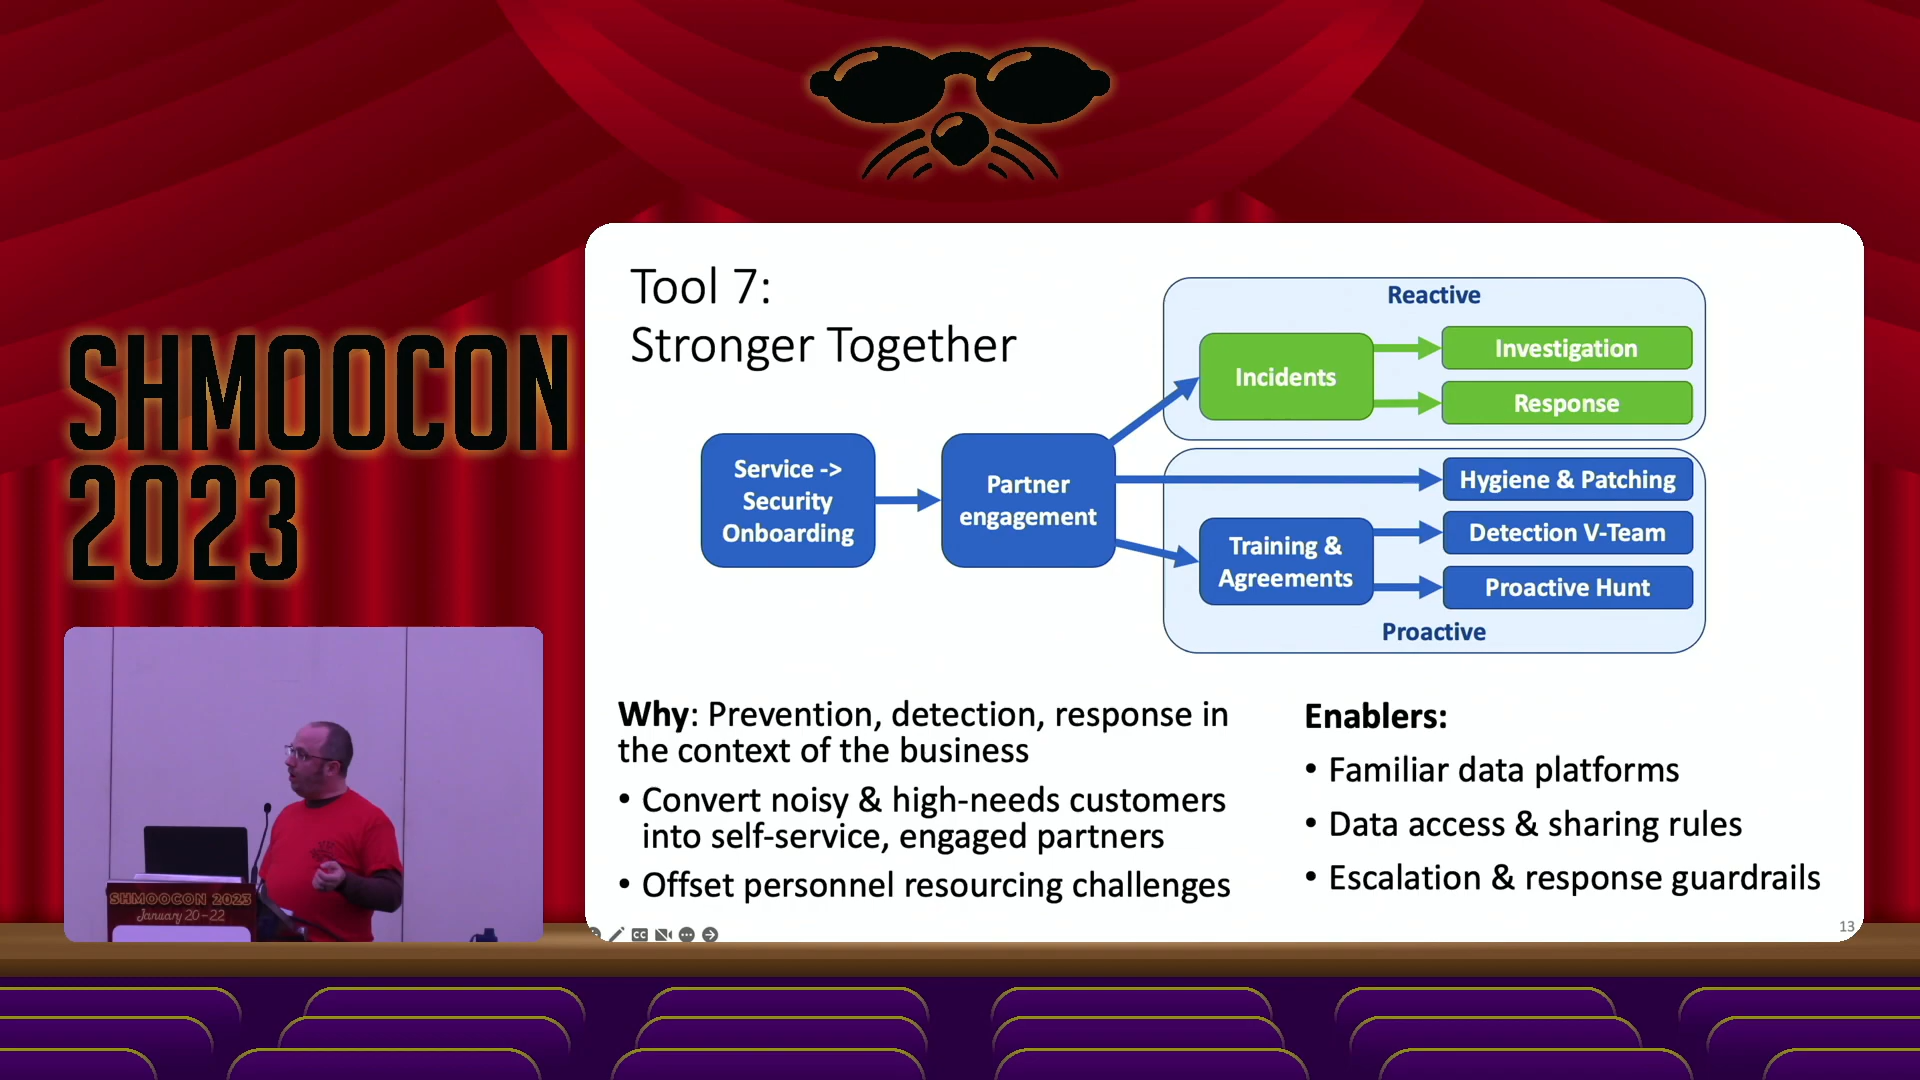 SHMOOCON
2023
Tool 7:
Stronger Together
Reactive
Incidents
Investigation
Response
Service ->
Security
Onboarding
Partner
engagement
Hygiene & Patching
Training &
Agreements
Detection V-Team
Proactive Hunt
Proactive
Why: Prevention, detection, response in
the context of the business
• Convert noisy & high-needs customers
into self-service, engaged partners
• Offset personnel resourcing challenges
Enablers:
• Familiar data platforms
• Data access & sharing rules
• Escalation & response guardrails
CC
13
SHMOOCON 2023
January 20-22